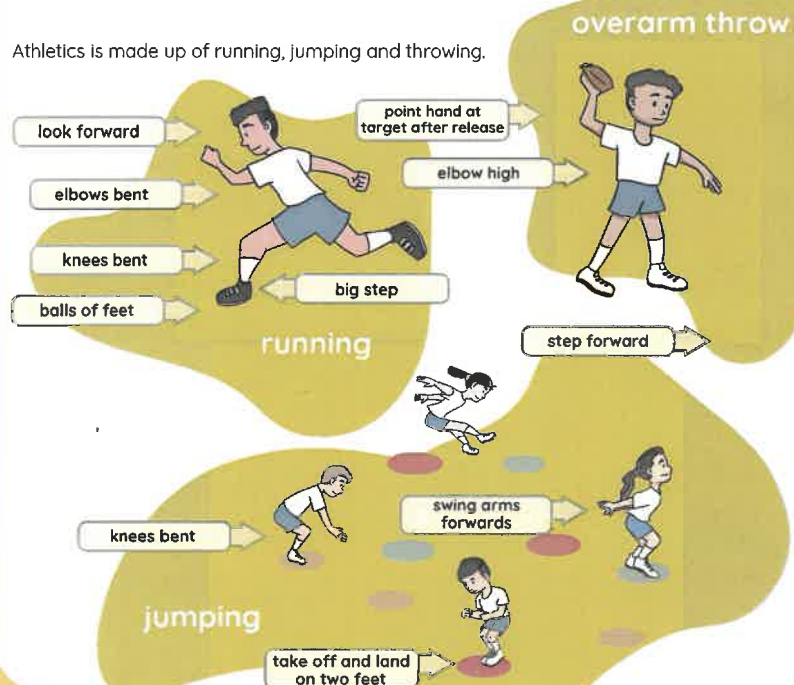 overarm throw
Athletics is made up of running, jumping and throwing.
look forward
point hand at
target after release
elbow high
elbows bent
knees bent
big step
balls of feet
running
step forward
swing arms
forwards
knees bent
jumping
take off and land
on two feet